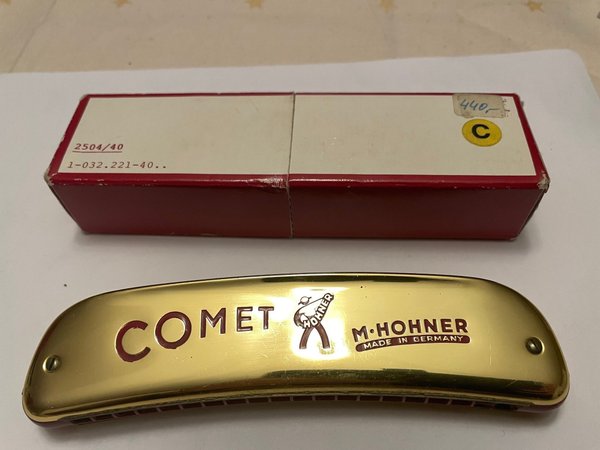 440,-
C
2504/40
1-032.221-40..
COMET
HOHNER
M·HOHNER
MADE IN GERMANY